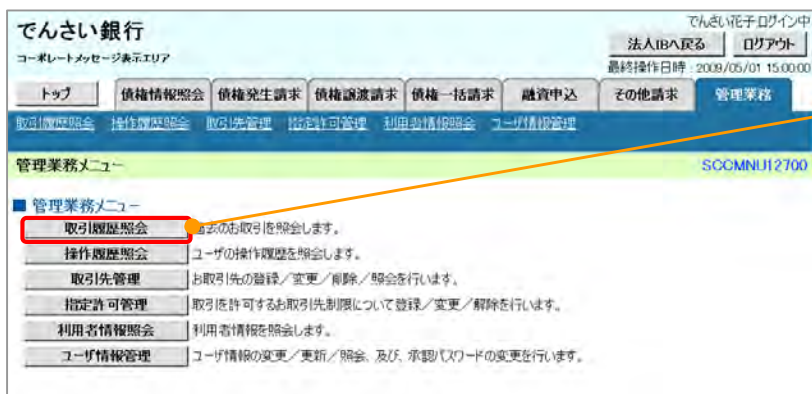 でんさい銀行
コーポレートメッセージ表示エリア
でんさい花子ログイン中
法人IBへ戻る ログアウト
最終操作日時 : 2009/05/01 15:00:00
トップ 債権情報照会 債権発生請求 債権譲渡請求 債権一括請求 融資申込 その他請求 管理業務
取引履歴照会 操作履歴照会 取引先管理 指定許可管理 利用者情報照会 ユーザ情報管理
管理業務メニュー SCCMNU12700
■ 管理業務メニュー
取引履歴照会 過去のお取引を照会します。
操作履歴照会 ユーザの操作履歴を照会します。
取引先管理 お取引先の登録/変更/削除/照会を行います。
指定許可管理 取引を許可するお取引先制限について登録/変更/解除を行います。
利用者情報照会 利用者情報を照会します。
ユーザ情報管理 ユーザ情報の変更/更新/照会、及び、承認パスワードの変更を行います。